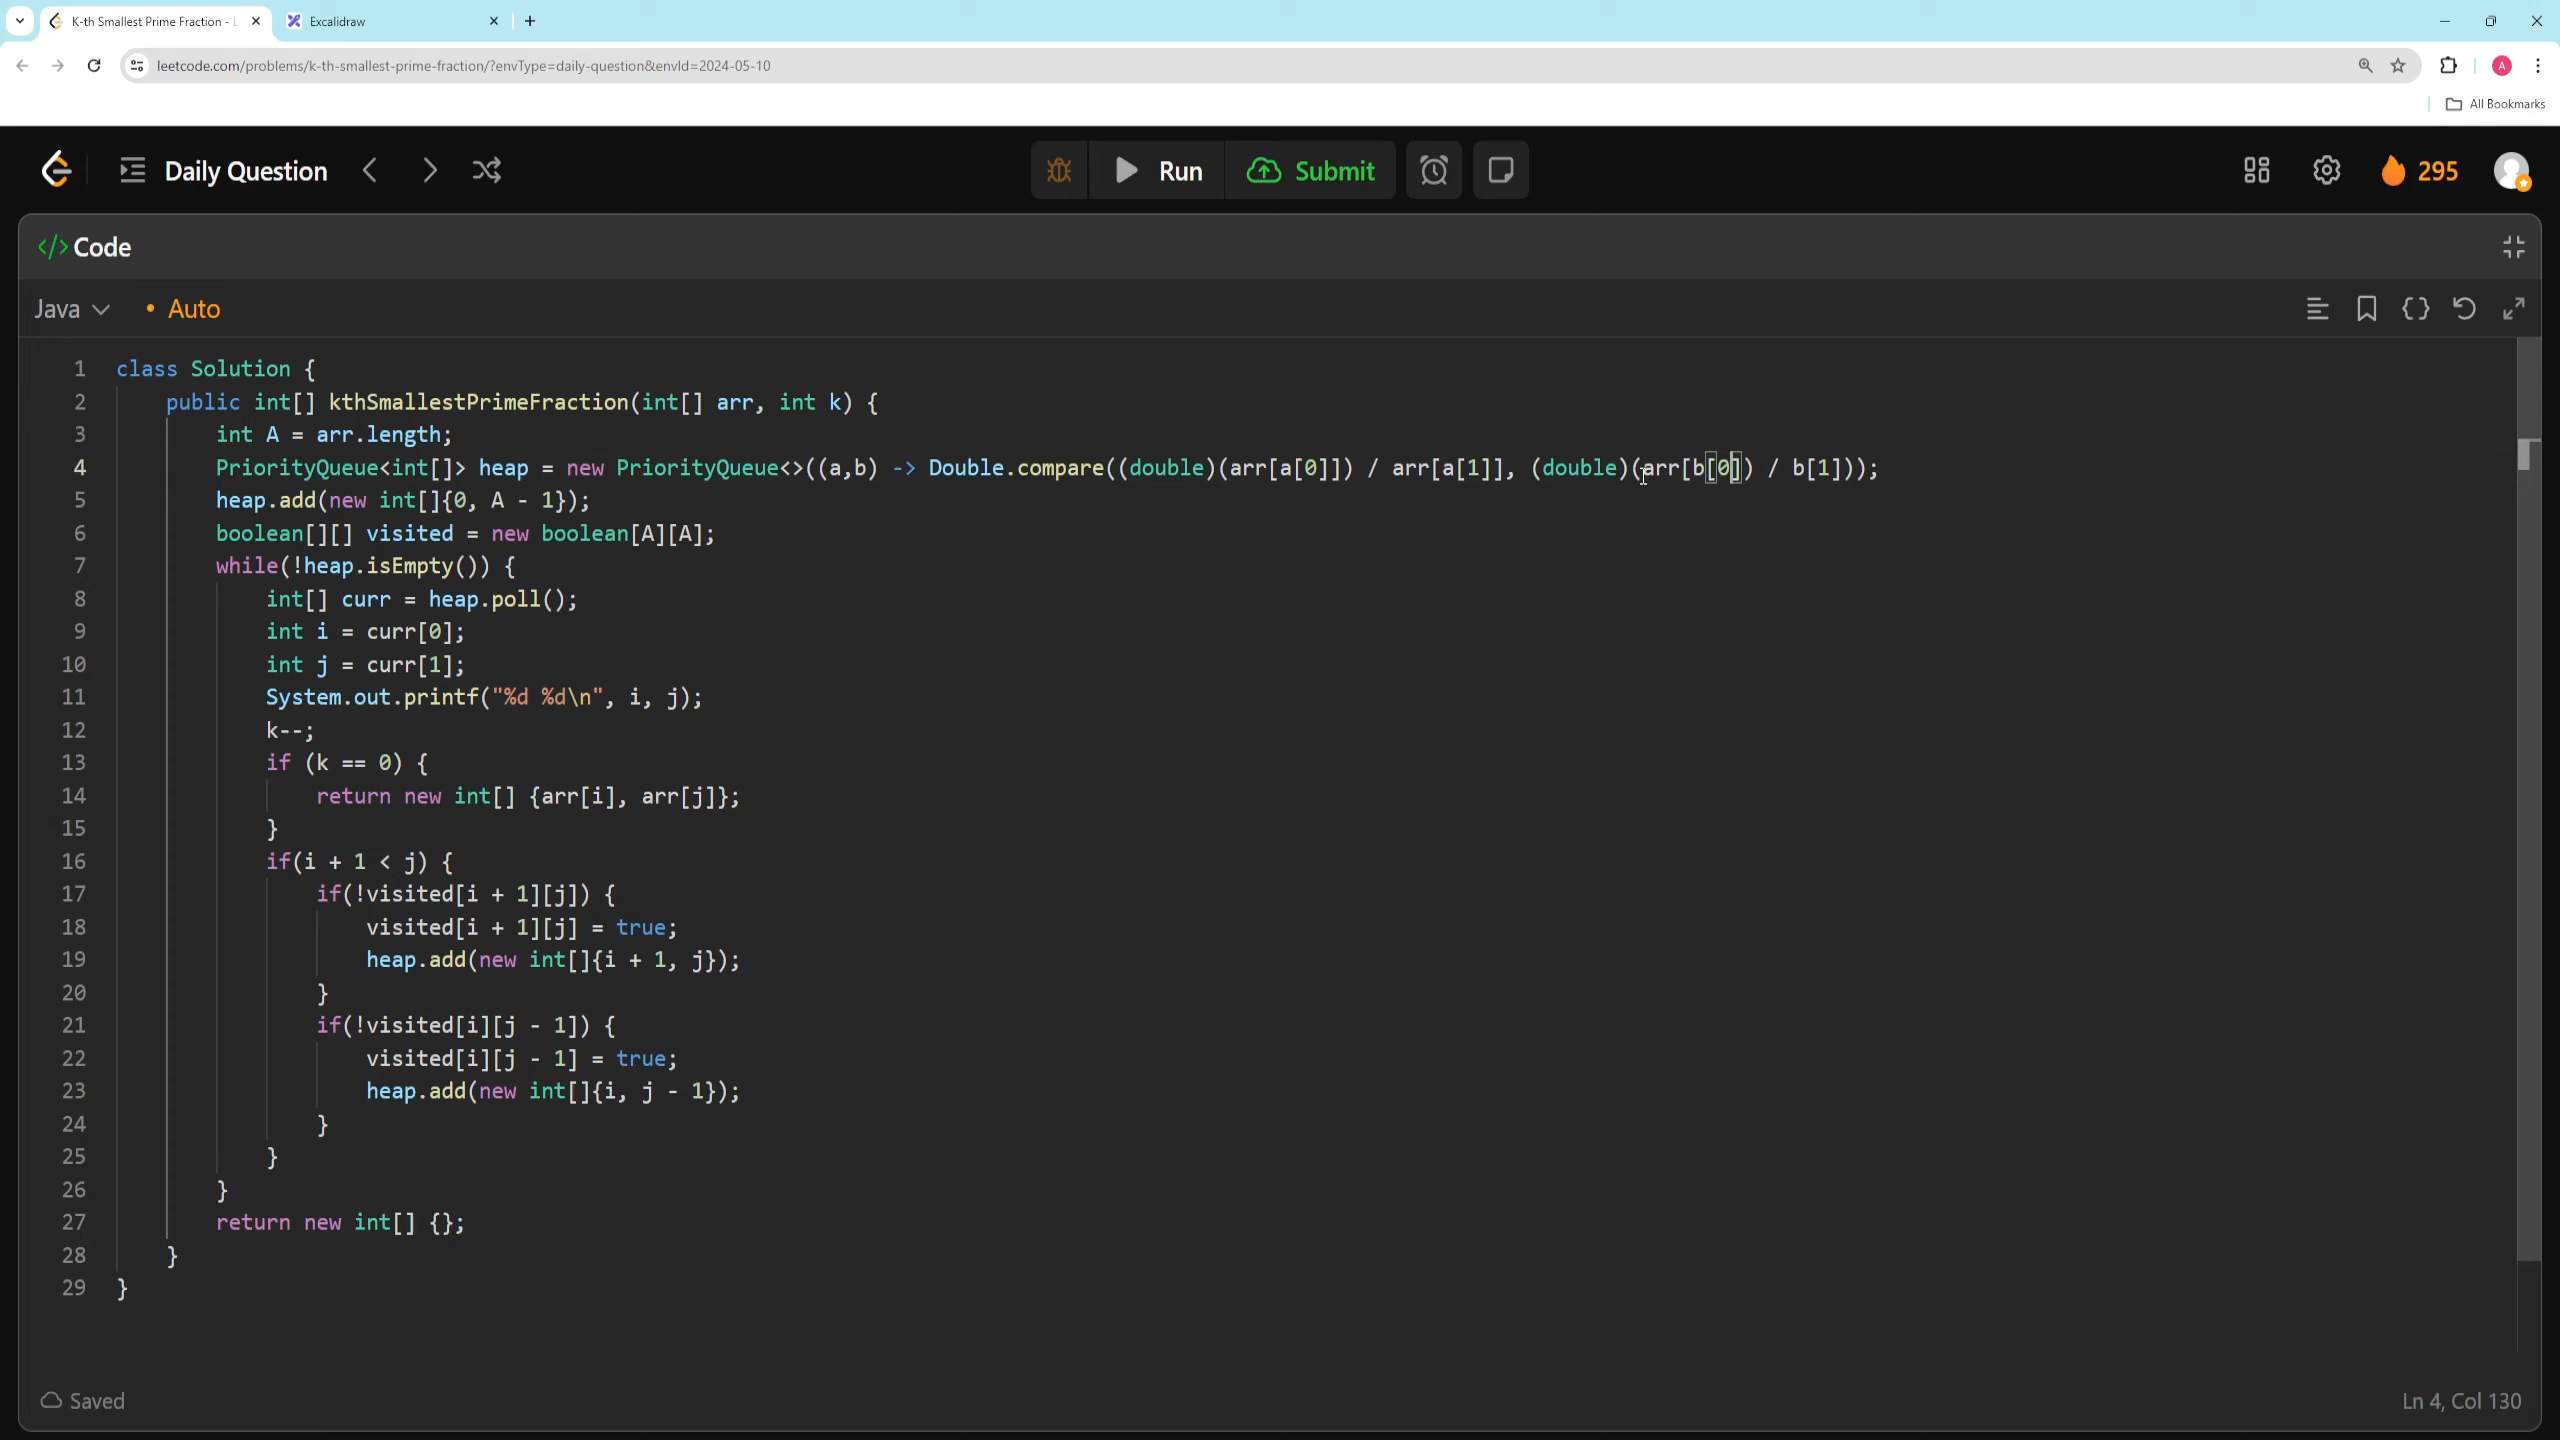 K-th Smallest Prime Fraction - L
Excalidraw
leetcode.com/problems/k-th-smallest-prime-fraction/?envType=daily-question&envId=2024-05-10
A
All Bookmarks
Daily Question
Run
Submit
295
</> Code
Java
• Auto
1 class Solution {
2 public int[] kthSmallestPrimeFraction(int[] arr, int k) {
3 int A = arr.length;
4 PriorityQueue<int[]> heap = new PriorityQueue<>((a,b) -> Double.compare((double)(arr[a[0]]) / arr[a[1]], (double)(arr[b[0]) / b[1]));
5 heap.add(new int[]{0, A - 1});
6 boolean[][] visited = new boolean[A][A];
7 while(!heap.isEmpty()) {
8 int[] curr = heap.poll();
9 int i = curr[0];
10 int j = curr[1];
11 System.out.printf("%d %d\n", i, j);
12 k--;
13 if (k == 0) {
14 return new int[] {arr[i], arr[j]};
15 }
16 if(i + 1 < j) {
17 if(!visited[i + 1][j]) {
18 visited[i + 1][j] = true;
19 heap.add(new int[]{i + 1, j});
20 }
21 if(!visited[i][j - 1]) {
22 visited[i][j - 1] = true;
23 heap.add(new int[]{i, j - 1});
24 }
25 }
26 }
27 return new int[] {};
28 }
29 }
Saved
Ln 4, Col 130